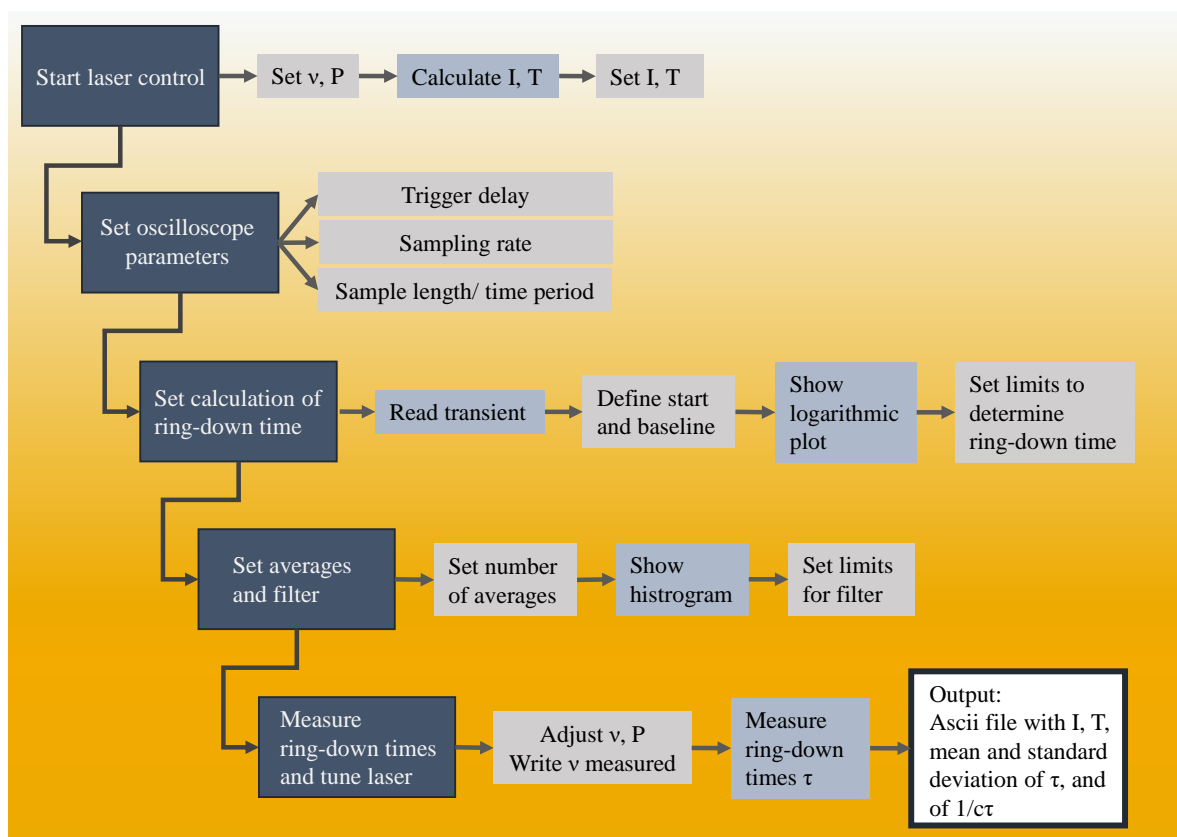 Start laser control
Set ν, P
Calculate I, T
Set I, T
Set oscilloscope
parameters
Trigger delay
Sampling rate
Sample length/ time period
Set calculation of
ring-down time
Read transient
Define start
and baseline
Show
logarithmic
plot
Set limits to
determine
ring-down time
Set averages
and filter
Set number
of averages
Show
histrogram
Set limits
for filter
Measure
ring-down times
and tune laser
Adjust ν, P
Write ν measured
Measure
ring-down
times τ
Output:
Ascii file with I, T,
mean and standard
deviation of τ, and
of 1/cτ